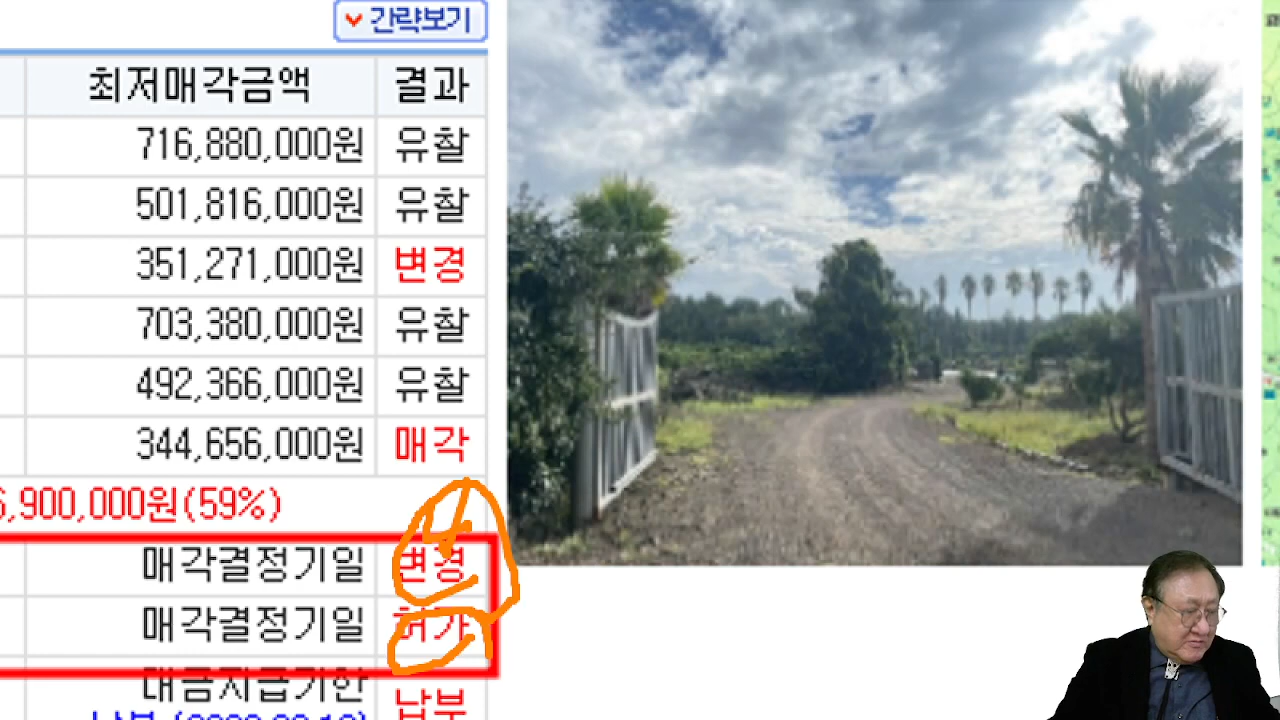 간략보기
최저매각금액 결과
716,880,000원 유찰
501,816,000원 유찰
351,271,000원 변경
703,380,000원 유찰
492,366,000원 유찰
344,656,000원 매각
6,900,000원(59%)
매각결정기일 변경
매각결정기일 허가
대금지급기한 납부
납부